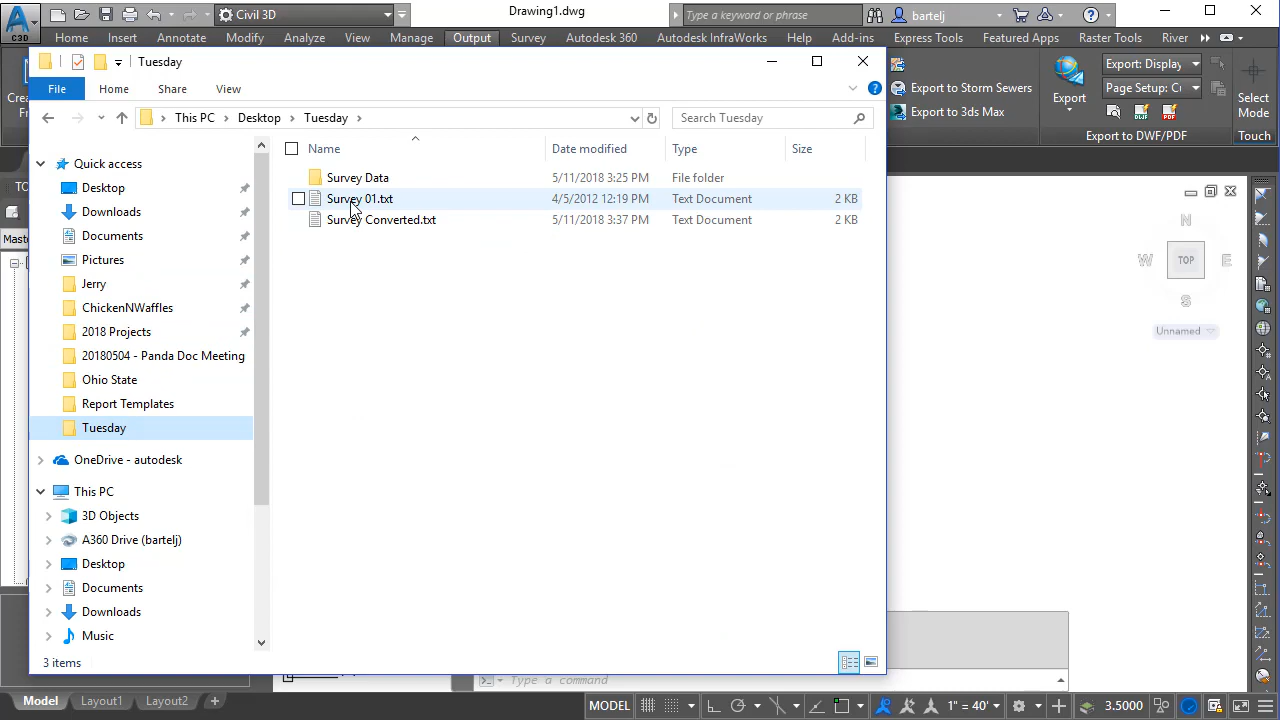 Civil 3D
Drawing1.dwg
Type a keyword or phrase
bartelj
C3D
Home
Insert
Annotate
Modify
Analyze
View
Manage
Output
Survey
Autodesk 360
Autodesk InfraWorks
Help
Add-ins
Express Tools
Featured Apps
Raster Tools
River
Tuesday
File
Home
Share
View
Export to Storm Sewers
Export to 3ds Max
Export
Export: Display
Export to DWF/PDF
Select
Mode
Touch
This PC
Desktop
Tuesday
Search Tuesday
Name
Date modified
Type
Size
Survey Data
5/11/2018 3:25 PM
File folder
Survey 01.txt
4/5/2012 12:19 PM
Text Document
2 KB
Survey Converted.txt
5/11/2018 3:37 PM
Text Document
2 KB
Quick access
Desktop
Downloads
Documents
Pictures
Jerry
ChickenNWaffles
2018 Projects
20180504 - Panda Doc Meeting
Ohio State
Report Templates
Tuesday
OneDrive - autodesk
This PC
3D Objects
A360 Drive (bartelj)
Desktop
Documents
Downloads
Music
3 items
N
W
TOP
E
S
Unnamed
Type a command
Model
Layout1
Layout2
MODEL
1" = 40'
3.5000